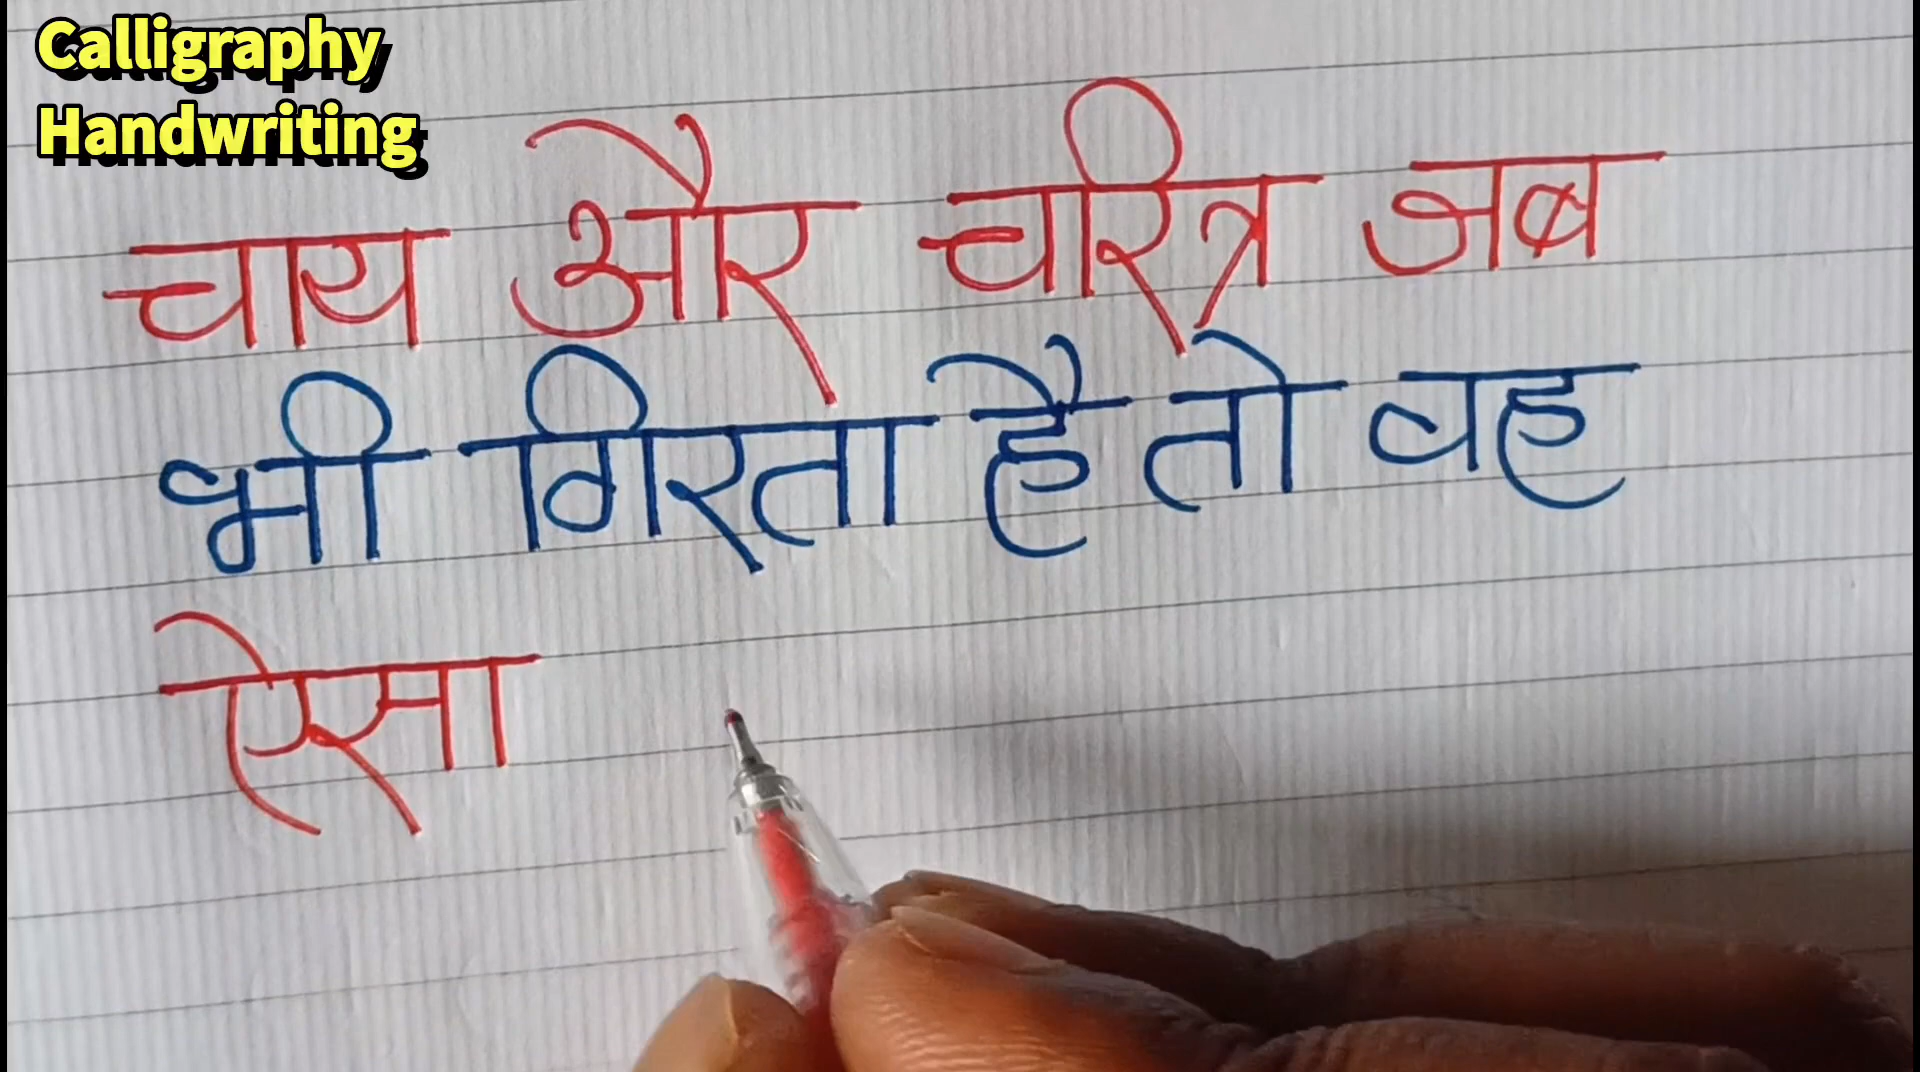 Calligraphy
Handwriting
चाय और चरित्र जब
भी गिरता है तो वह
ऐसा